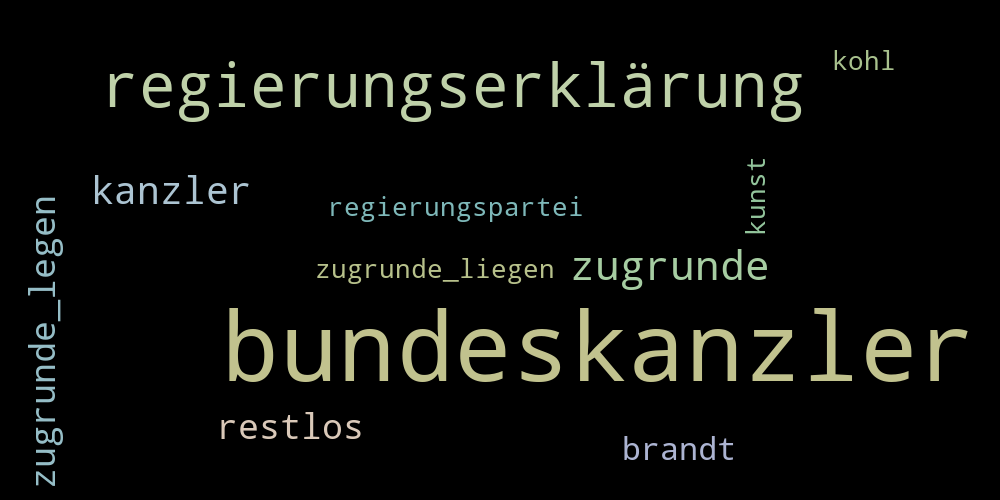 kohl
regierungserklärung
kunst
kanzler
regierungspartei
zugrunde_legen
zugrunde_liegen
zugrunde
bundeskanzler
restlos
brandt